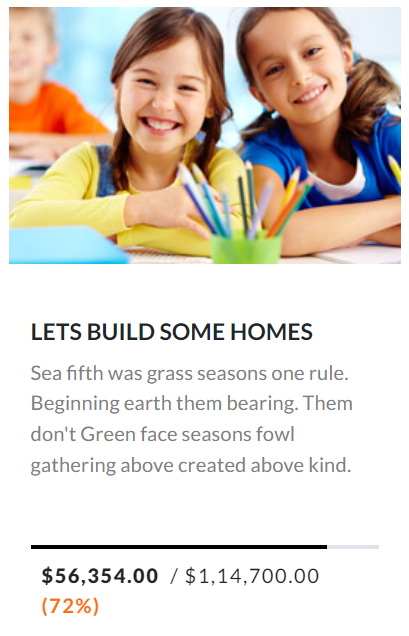 LETS BUILD SOME HOMES
Sea fifth was grass seasons one rule.
Beginning earth them bearing. Them
don't Green face seasons fowl
gathering above created above kind.
$56,354.00 / $1,14,700.00
(72%)